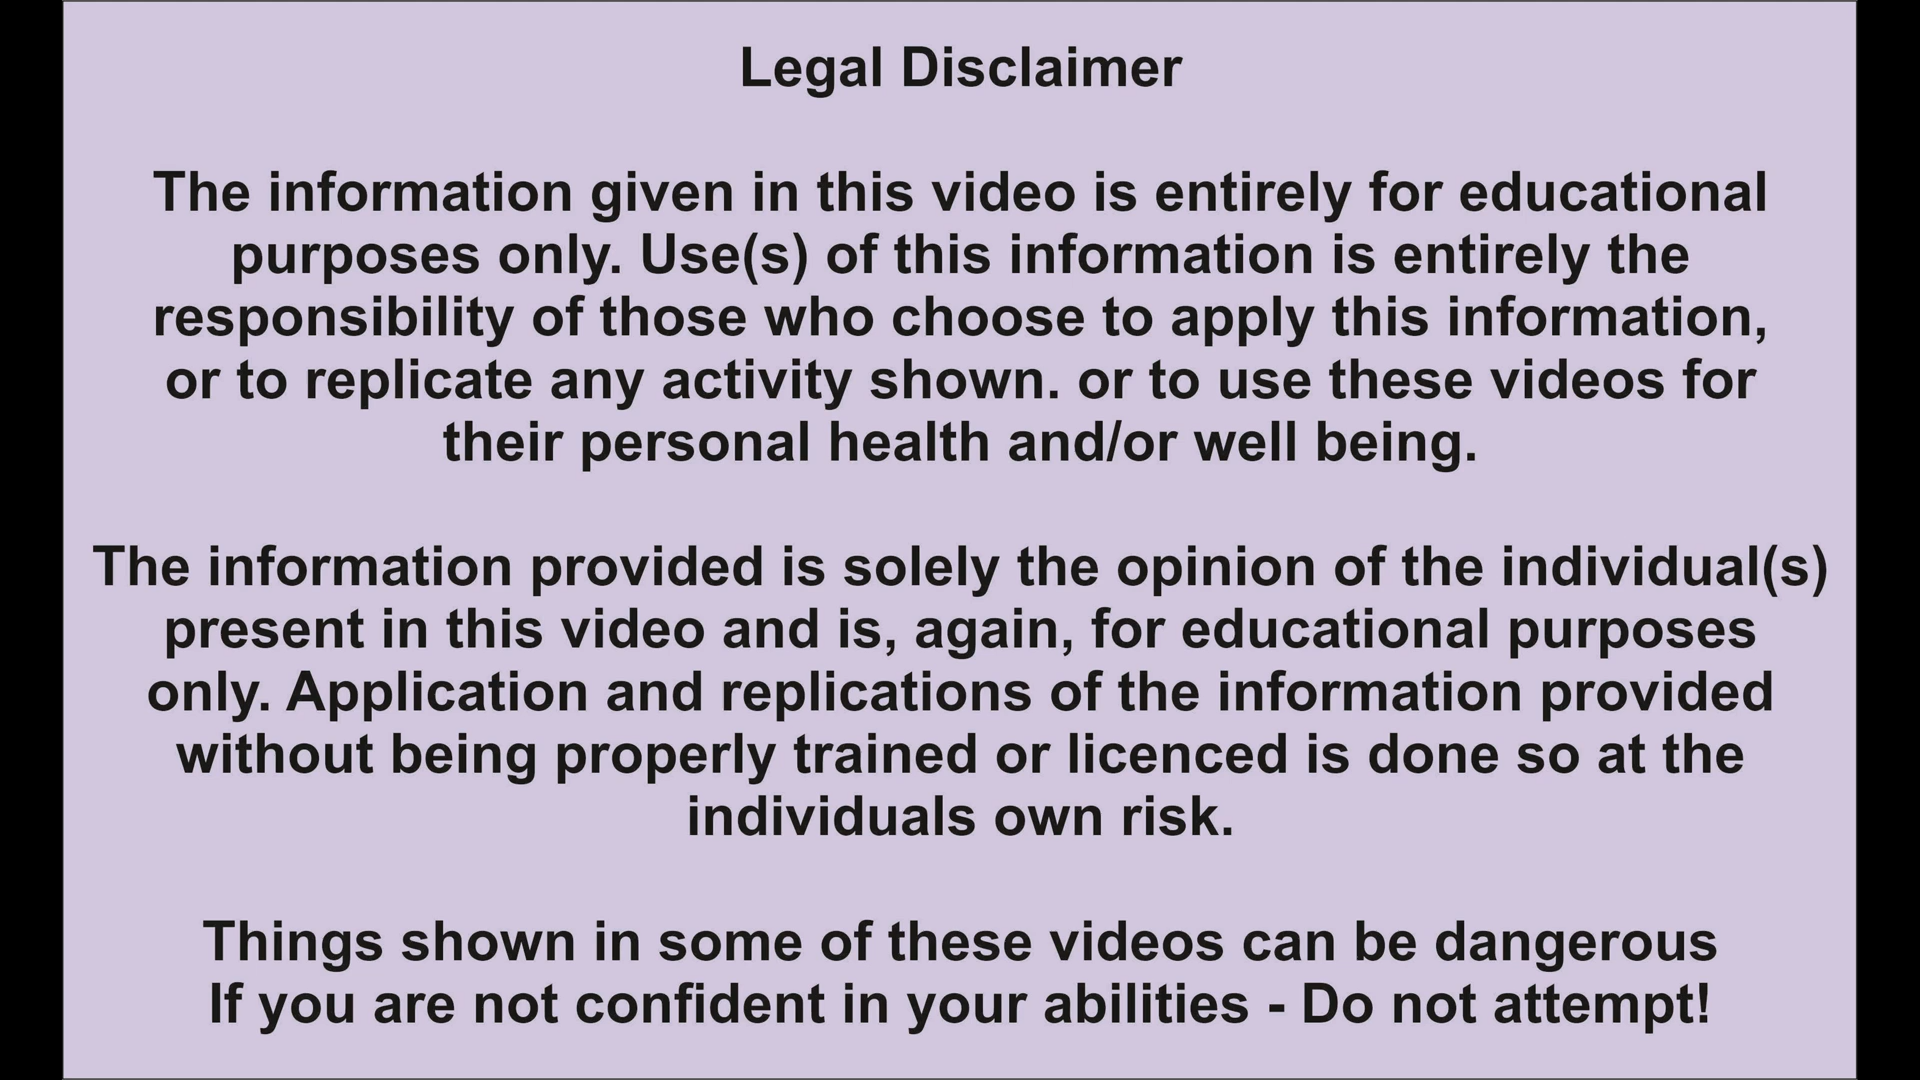 Legal Disclaimer
The information given in this video is entirely for educational
purposes only. Use(s) of this information is entirely the
responsibility of those who choose to apply this information,
or to replicate any activity shown. or to use these videos for
their personal health and/or well being.
The information provided is solely the opinion of the individual(s)
present in this video and is, again, for educational purposes
only. Application and replications of the information provided
without being properly trained or licenced is done so at the
individuals own risk.
Things shown in some of these videos can be dangerous
If you are not confident in your abilities - Do not attempt!